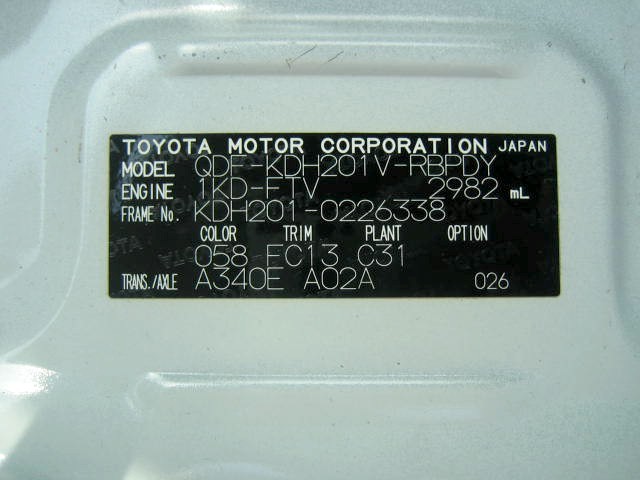 TOYOTA MOTOR CORPORATION JAPAN
MODEL QDF-KDH201V-RBPDY
ENGINE 1KD-FTV 2982 mL
FRAME No. KDH201-0226338
COLOR TRIM PLANT OPTION
058 FC13 C31
TRANS./AXLE A340E A02A 026